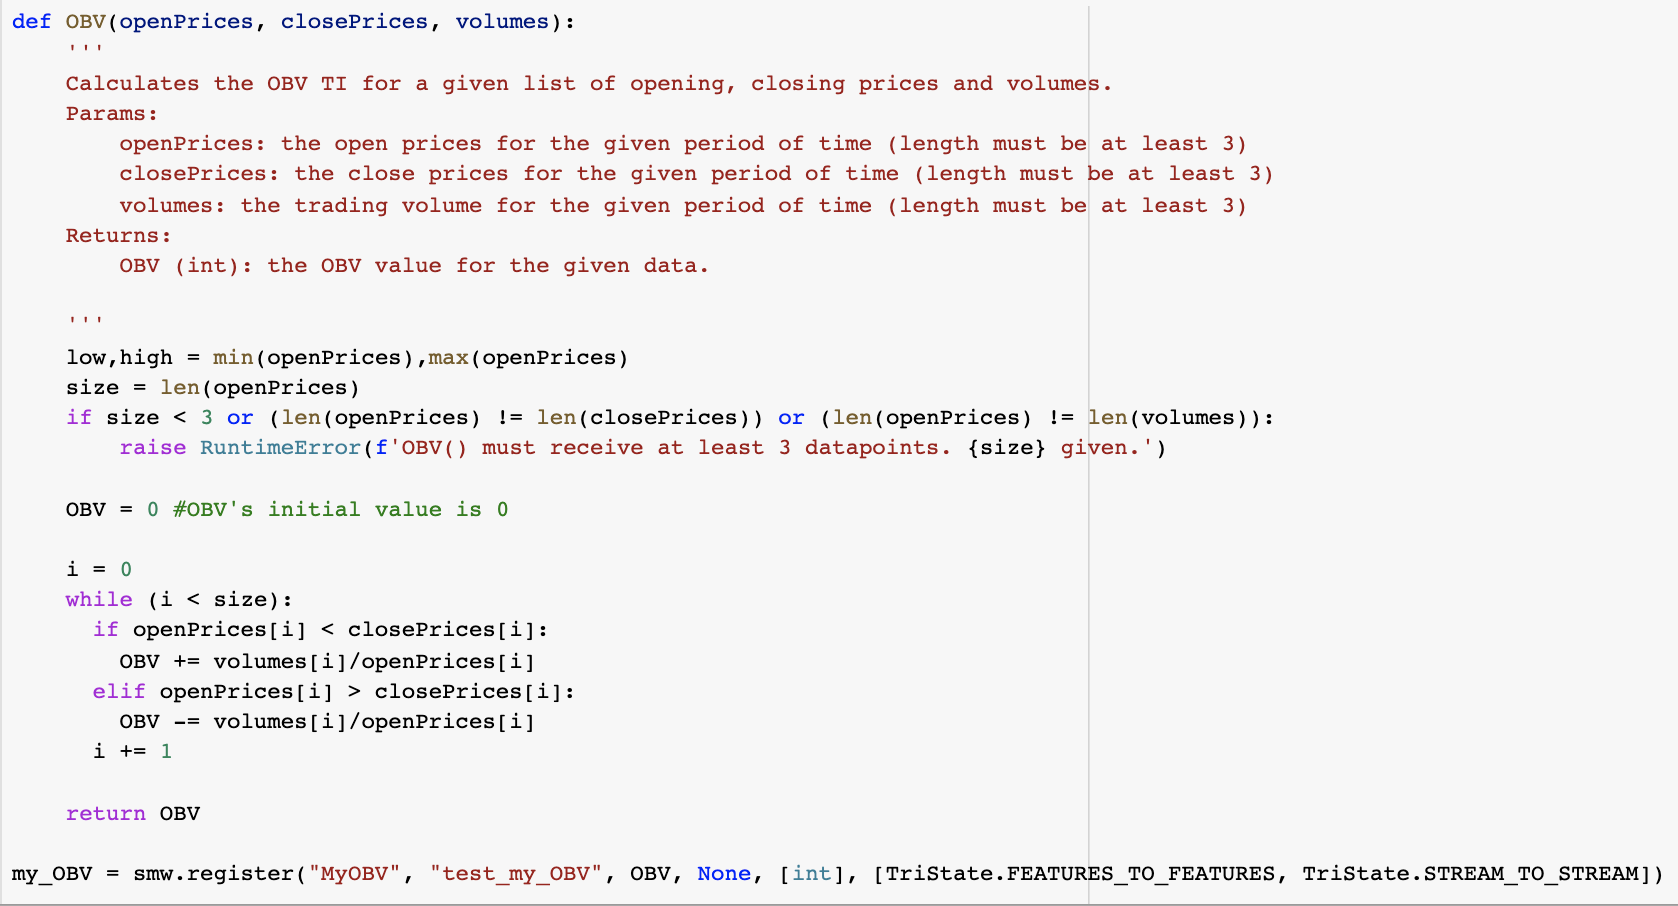 def OBV(openPrices, closePrices, volumes):
    '''
    Calculates the OBV TI for a given list of opening, closing prices and volumes.
    Params:
        openPrices: the open prices for the given period of time (length must be at least 3)
        closePrices: the close prices for the given period of time (length must be at least 3)
        volumes: the trading volume for the given period of time (length must be at least 3)
    Returns:
        OBV (int): the OBV value for the given data.
    '''
    low,high = min(openPrices),max(openPrices)
    size = len(openPrices)
    if size < 3 or (len(openPrices) != len(closePrices)) or (len(openPrices) != len(volumes)):
        raise RuntimeError(f'OBV() must receive at least 3 datapoints. {size} given.')
    OBV = 0 #OBV's initial value is 0
    i = 0
    while (i < size):
      if openPrices[i] < closePrices[i]:
        OBV += volumes[i]/openPrices[i]
      elif openPrices[i] > closePrices[i]:
        OBV -= volumes[i]/openPrices[i]
      i += 1
    return OBV
my_OBV = smw.register("MyOBV", "test_my_OBV", OBV, None, [int], [TriState.FEATURES_TO_FEATURES, TriState.STREAM_TO_STREAM])